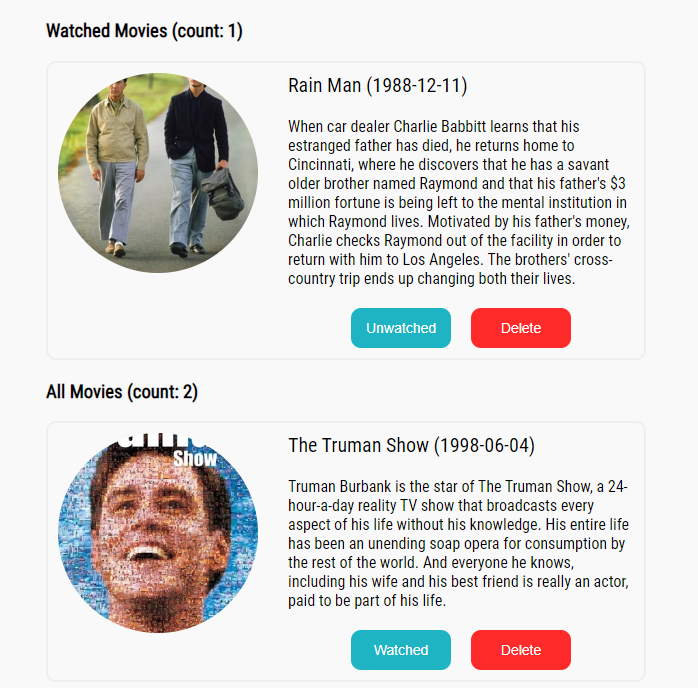 Watched Movies (count: 1)
Rain Man (1988-12-11)
When car dealer Charlie Babbitt learns that his
estranged father has died, he returns home to
Cincinnati, where he discovers that he has a savant
older brother named Raymond and that his father's $3
million fortune is being left to the mental institution in
which Raymond lives. Motivated by his father's money,
Charlie checks Raymond out of the facility in order to
return with him to Los Angeles. The brothers' cross-
country trip ends up changing both their lives.
Unwatched
Delete
All Movies (count: 2)
Show
The Truman Show (1998-06-04)
Truman Burbank is the star of The Truman Show, a 24-
hour-a-day reality TV show that broadcasts every
aspect of his life without his knowledge. His entire life
has been an unending soap opera for consumption by
the rest of the world. And everyone he knows,
including his wife and his best friend is really an actor,
paid to be part of his life.
Watched
Delete